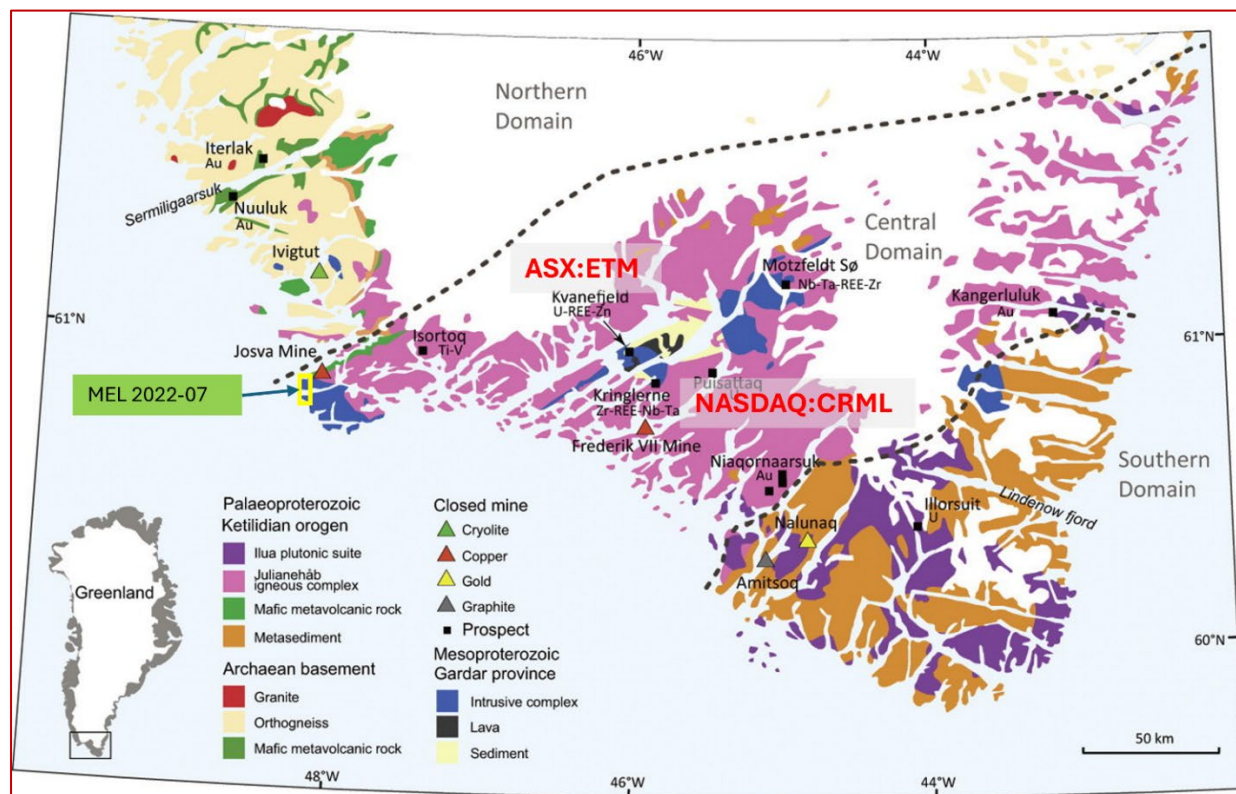 46°W
44°W
Northern
Domain
Iterlak
Au
Sermiligaarsuk
Nuuluk
Au
Ivigtut
Central
Domain
ASX:ETM
Motzfeldt Sø
Nb-Ta-REE-Zr
Kvanefjeld
U-REE-Zn
Kangerluluk
Au
61°N
61°N
Isortoq
Ti-V
Josva Mine
MEL 2022-07
Puisattaq
Kringlerne
Zr-REE-Nb-Ta
NASDAQ:CRML
Frederik VII Mine
Niaqornaarsuk
Au
Southern
Domain
Lindenow fjord
Illorsuit
U
Nalunaq
Amitsoq
60°N
Greenland
Palaeoproterozoic
Ketilidian orogen
Ilua plutonic suite
Julianehåb
igneous complex
Mafic metavolcanic rock
Metasediment
Archaean basement
Granite
Orthogneiss
Mafic metavolcanic rock
Closed mine
Cryolite
Copper
Gold
Graphite
Prospect
Mesoproterozoic
Gardar province
Intrusive complex
Lava
Sediment
50 km
48°W
46°W
44°W